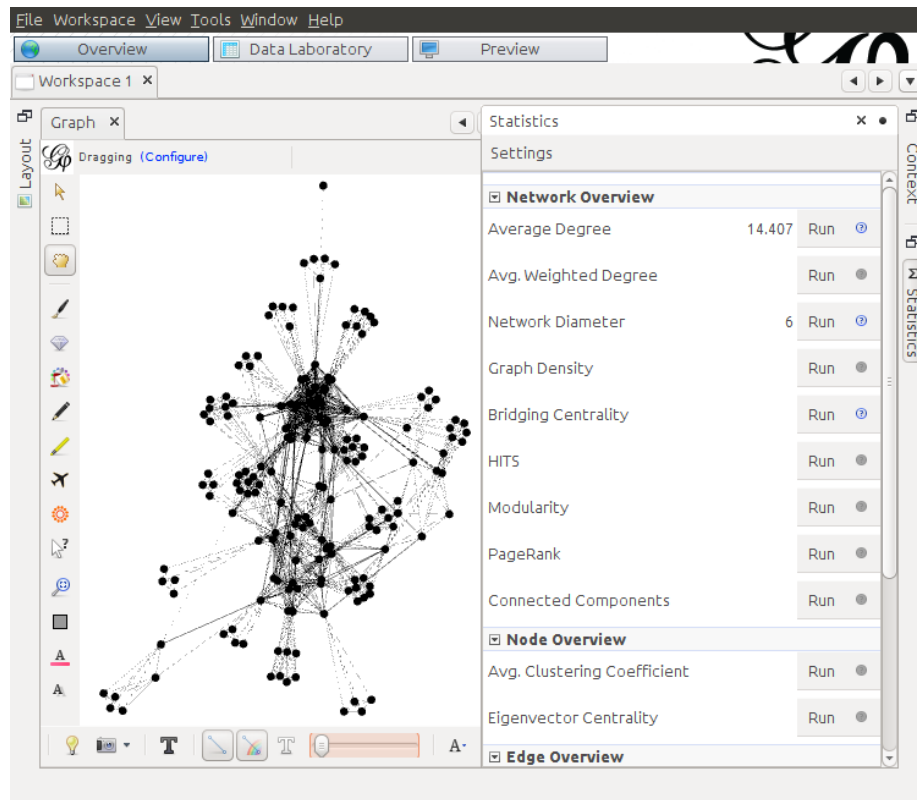 File Workspace View Tools Window Help
Overview Data Laboratory Preview
Workspace 1
Graph
Statistics
Layout
Dragging (Configure)
Settings
Context
Statistics
Network Overview
Average Degree 14.407 Run
Avg. Weighted Degree Run
Network Diameter 6 Run
Graph Density Run
Bridging Centrality Run
HITS Run
Modularity Run
PageRank Run
Connected Components Run
Node Overview
Avg. Clustering Coefficient Run
Eigenvector Centrality Run
Edge Overview
T T A-
A
A